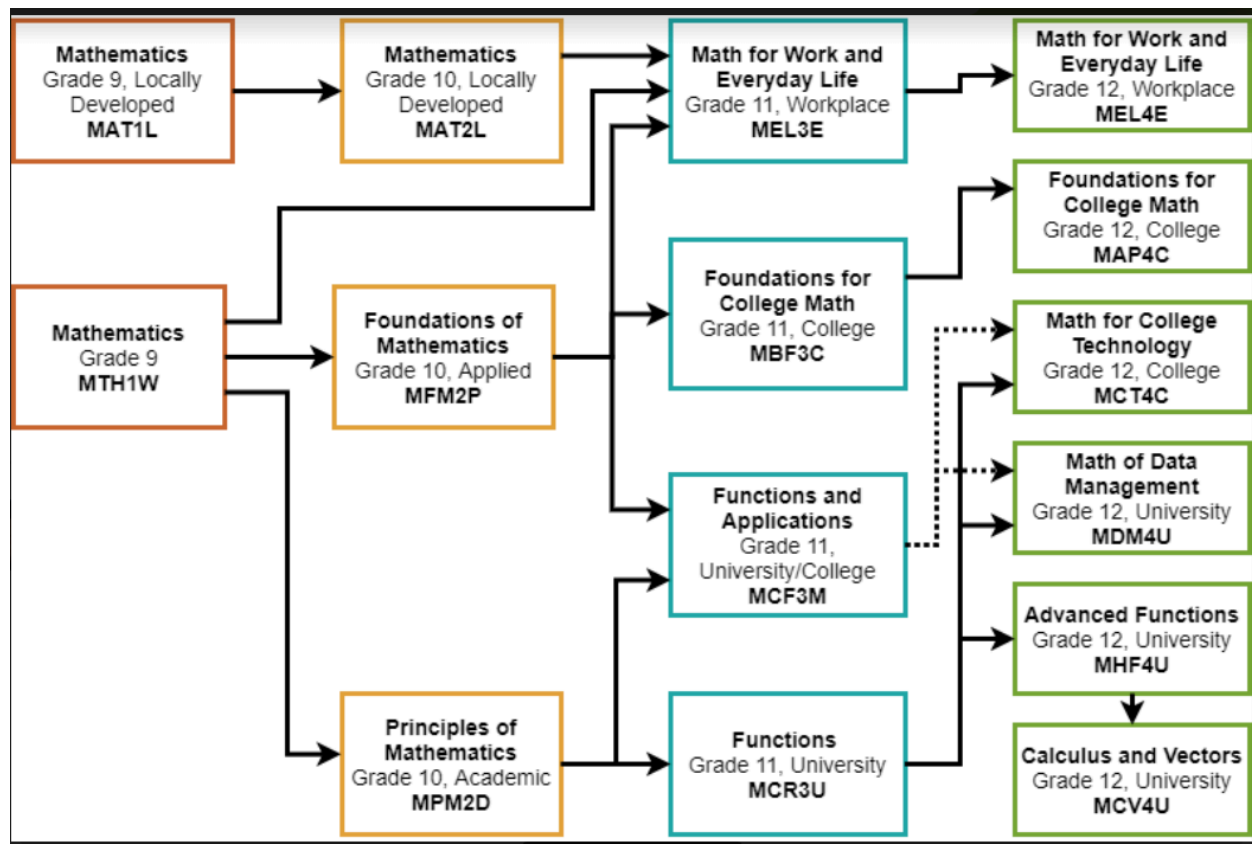 Mathematics
Grade 9, Locally
Developed
MAT1L
Mathematics
Grade 10, Locally
Developed
MAT2L
Math for Work and
Everyday Life
Grade 11, Workplace
MEL3E
Math for Work and
Everyday Life
Grade 12, Workplace
MEL4E
Foundations for
College Math
Grade 12, College
MAP4C
Mathematics
Grade 9
MTH1W
Foundations of
Mathematics
Grade 10, Applied
MFM2P
Foundations for
College Math
Grade 11, College
MBF3C
Math for College
Technology
Grade 12, College
MCT4C
Functions and
Applications
Grade 11,
University/College
MCF3M
Math of Data
Management
Grade 12, University
MDM4U
Advanced Functions
Grade 12, University
MHF4U
Principles of
Mathematics
Grade 10, Academic
MPM2D
Functions
Grade 11, University
MCR3U
Calculus and Vectors
Grade 12, University
MCV4U